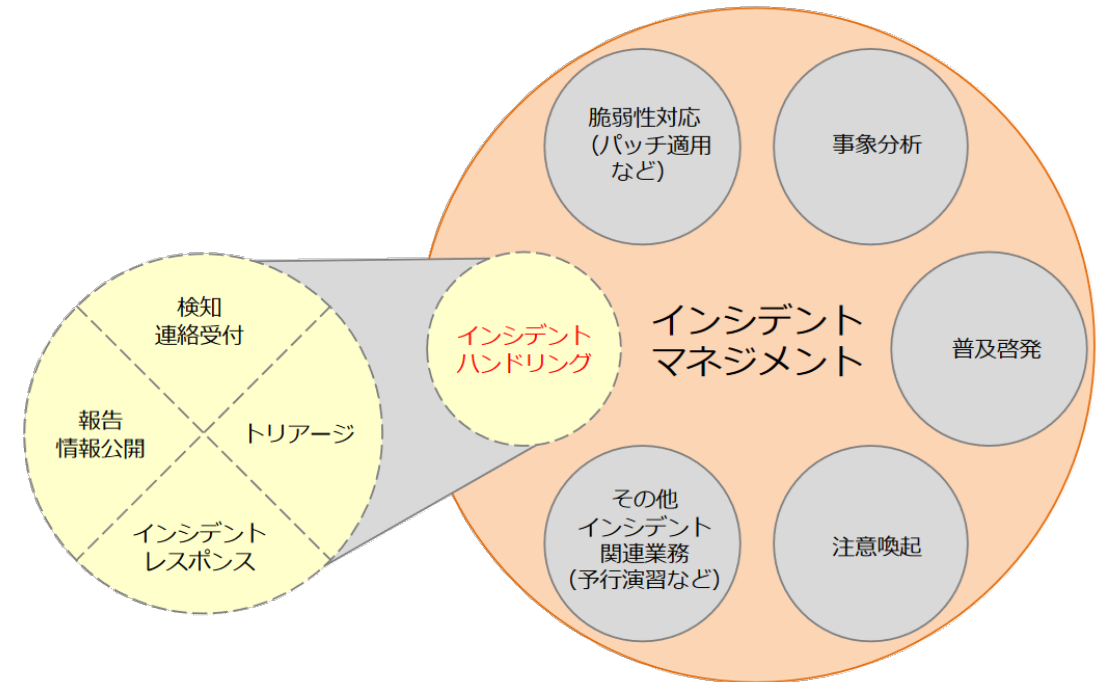 脆弱性対応
（パッチ適用
など）
事象分析
検知
連絡受付
インシデント
ハンドリング
インシデント
マネジメント
普及啓発
報告
情報公開
トリアージ
インシデント
レスポンス
その他
インシデント
関連業務
(予行演習など)
注意喚起